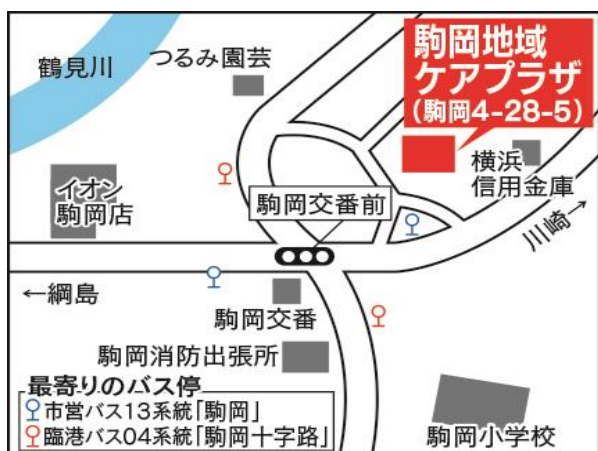 鶴見川
つるみ園芸
駒岡地域
ケアプラザ
(駒岡4-28-5)
イオン
駒岡店
駒岡交番前
横浜
信用金庫
川崎→
←綱島
駒岡交番
駒岡消防出張所
最寄りのバス停
市営バス13系統「駒岡」
臨港バス04系統「駒岡十字路」
駒岡小学校